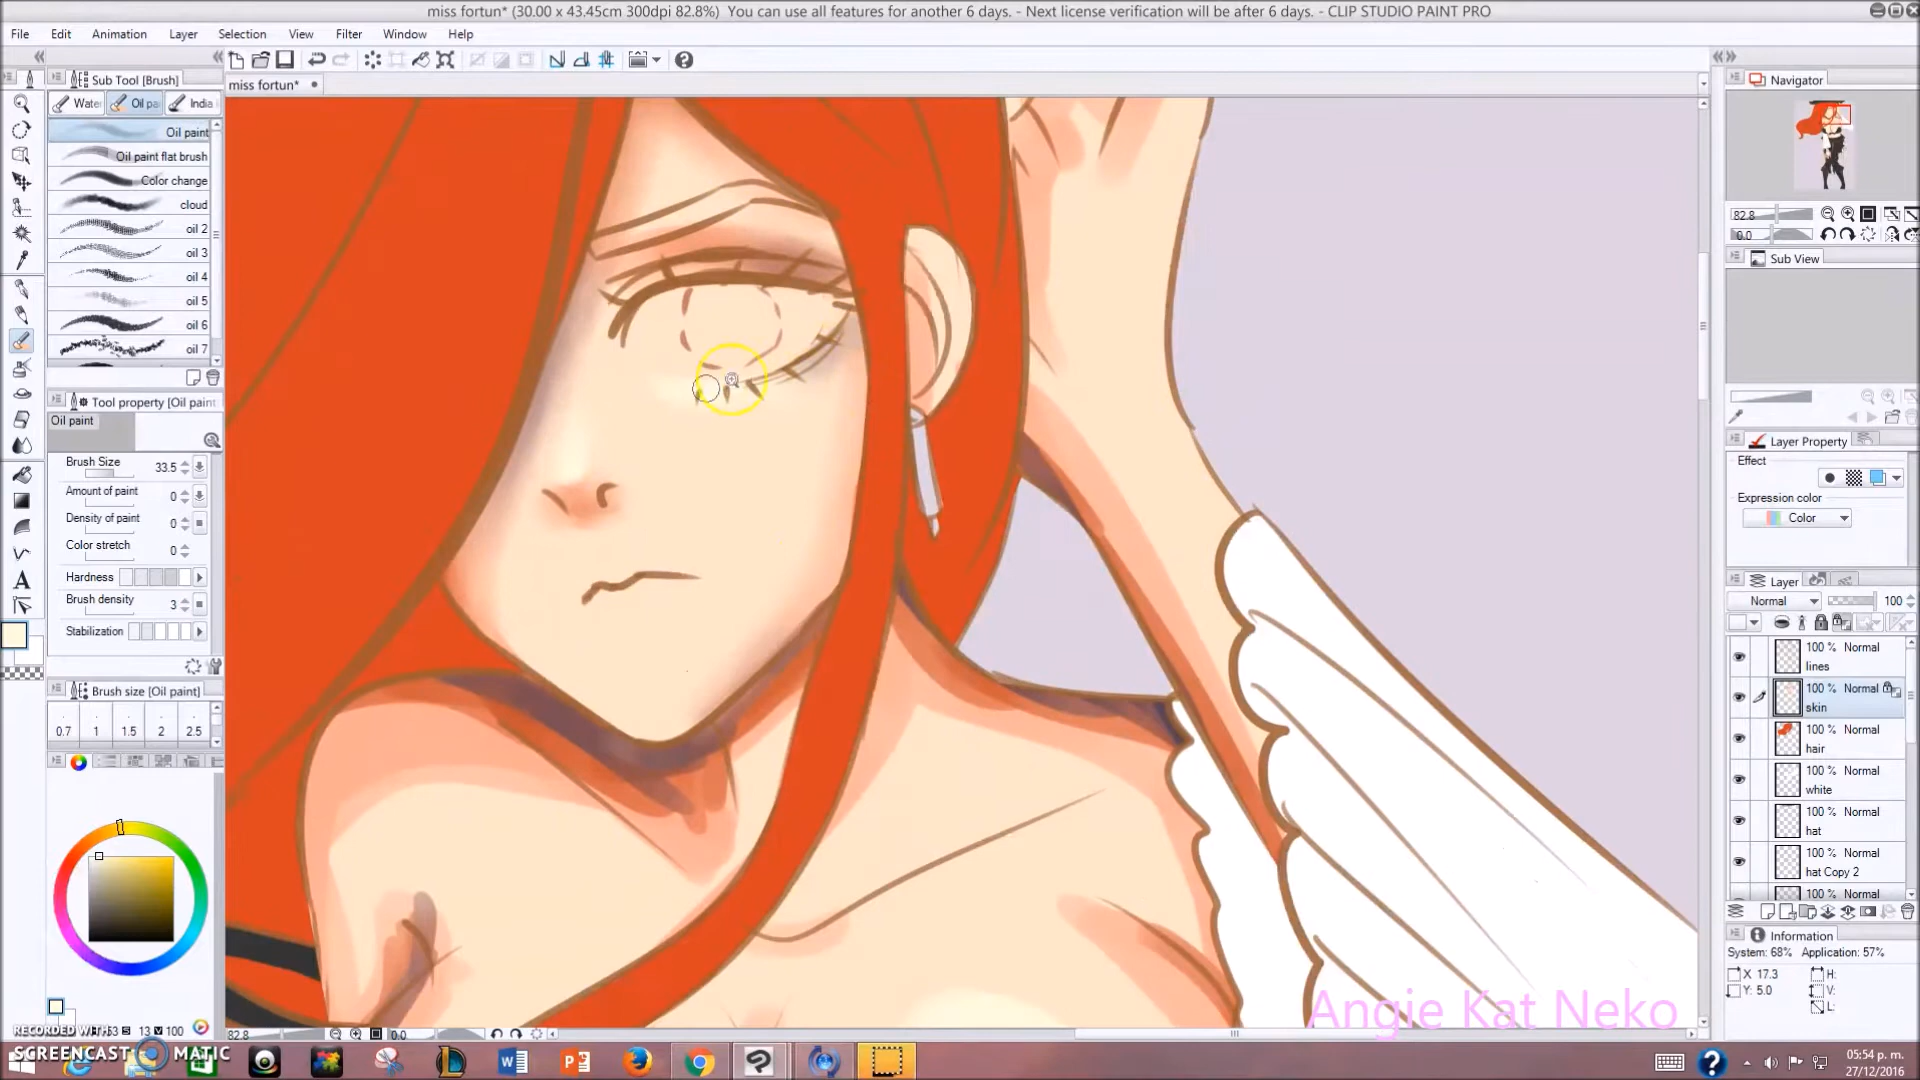 miss fortun* (30.00 x 43.45cm 300dpi 82.8%)  You can use all features for another 6 days. - Next license verification will be after 6 days. - CLIP STUDIO PAINT PRO
File Edit Animation Layer Selection View Filter Window Help
Sub Tool [Brush]
miss fortun*
Navigator
Wate Oil pa India i
Oil paint
Oil paint flat brush
Color change
cloud
oil 2
oil 3
oil 4
oil 5
oil 6
oil 7
82.8
0.0
Sub View
Tool property [Oil paint
Oil paint
Brush Size 33.5
Amount of paint 0
Density of paint 0
Color stretch 0
Hardness
Brush density 3
Stabilization
Layer Property
Effect
Expression color
Color
Layer
Normal 100
100 % Normal
lines
100 % Normal
skin
100 % Normal
hair
100 % Normal
white
100 % Normal
hat
100 % Normal
hat Copy 2
100 % Normal
Brush size [Oil paint]
0.7 1 1.5 2 2.5
Information
System: 68% Application: 57%
X 17.3 H:
Y: 5.0 V:
L:
Angie Kat Neko
82.8 0.0
13 V 100
RECORDED WITH
SCREENCAST MATIC
05:54 p. m.
27/12/2016